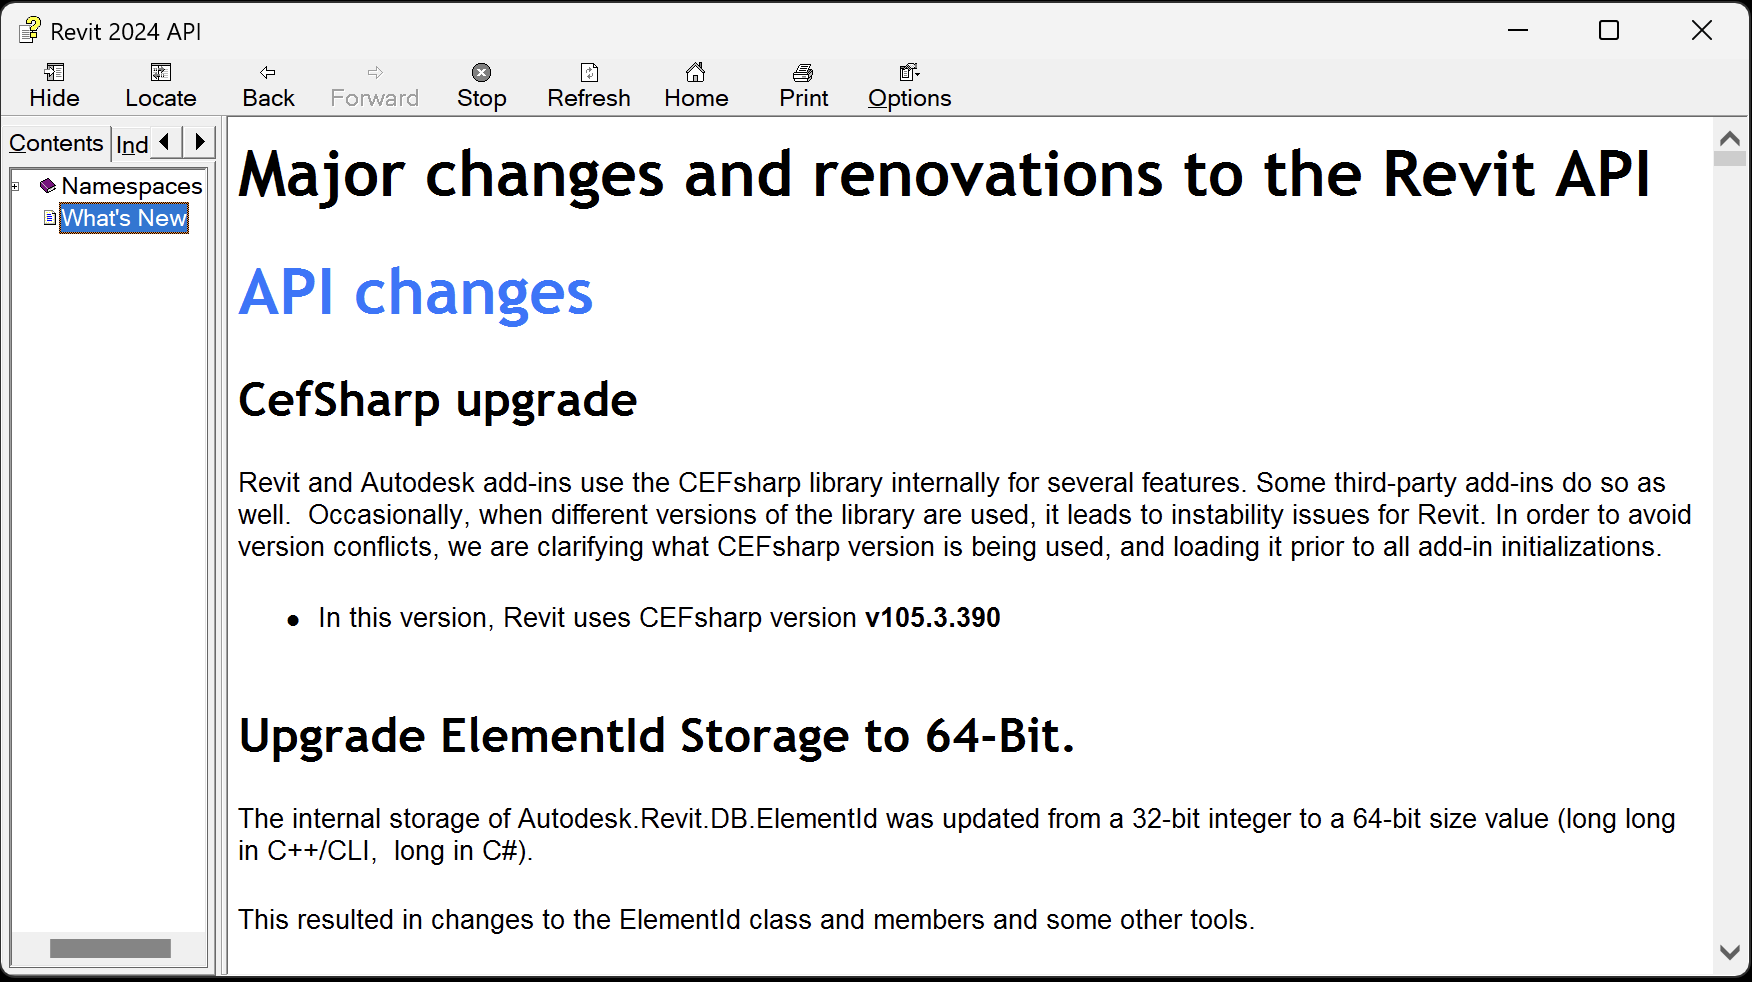 Revit 2024 API
Hide Locate Back Forward Stop Refresh Home Print Options
Contents Ind
Namespaces
What's New
Major changes and renovations to the Revit API
API changes
CefSharp upgrade
Revit and Autodesk add-ins use the CEFsharp library internally for several features. Some third-party add-ins do so as
well.  Occasionally, when different versions of the library are used, it leads to instability issues for Revit. In order to avoid
version conflicts, we are clarifying what CEFsharp version is being used, and loading it prior to all add-in initializations.
● In this version, Revit uses CEFsharp version v105.3.390
Upgrade ElementId Storage to 64-Bit.
The internal storage of Autodesk.Revit.DB.ElementId was updated from a 32-bit integer to a 64-bit size value (long long
in C++/CLI,  long in C#).
This resulted in changes to the ElementId class and members and some other tools.